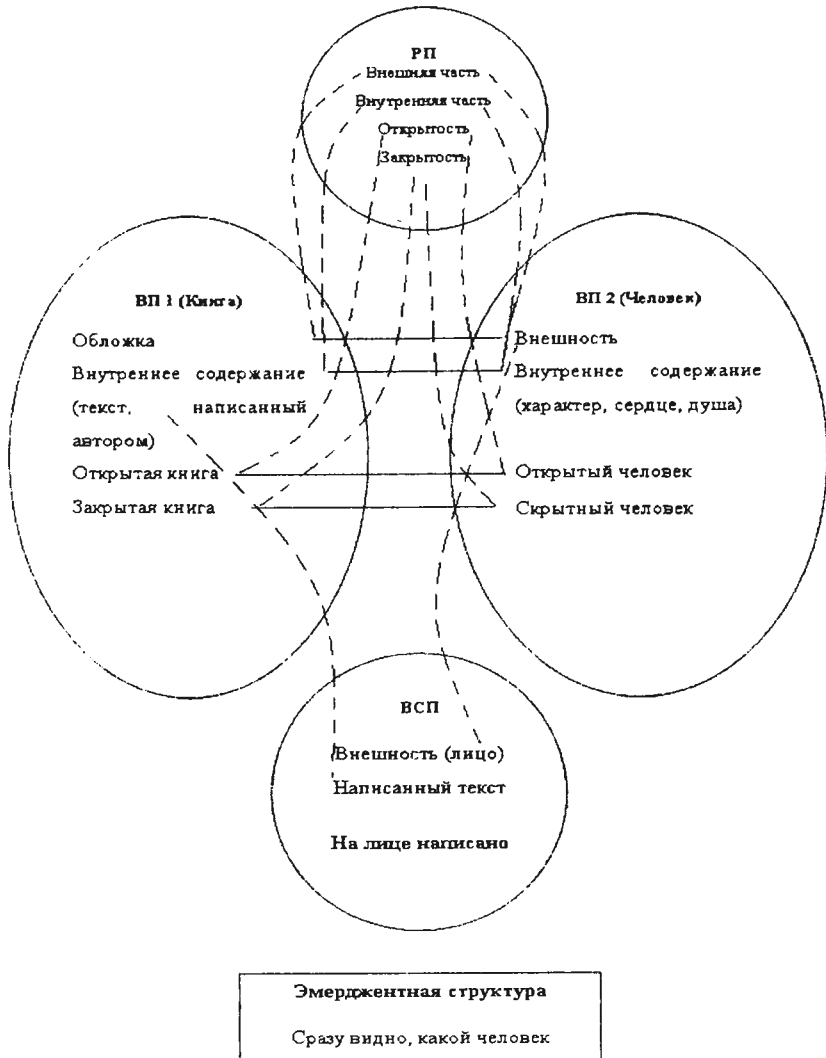 РП
Внешняя часть
Внутренняя часть
Открытость
Закрытость
ВП 1 (Книга)
Обложка
Внутреннее содержание
(текст, написанный
автором)
Открытая книга
Закрытая книга
ВП 2 (Человек)
Внешность
Внутреннее содержание
(характер, сердце, душа)
Открытый человек
Скрытный человек
ВСП
Внешность (лицо)
Написанный текст
На лице написано
Эмерджентная структура
Сразу видно, какой человек